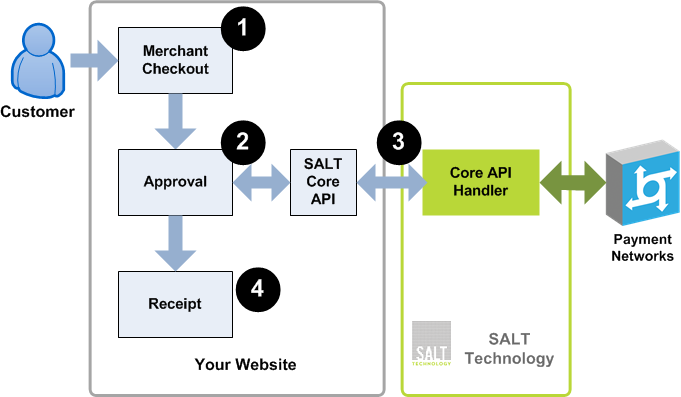 1
Merchant
Checkout
Customer
2
Approval
SALT
Core
API
3
Core API
Handler
Payment
Networks
4
Receipt
Your Website
SALT
TECHNOLOGY
SALT
Technology